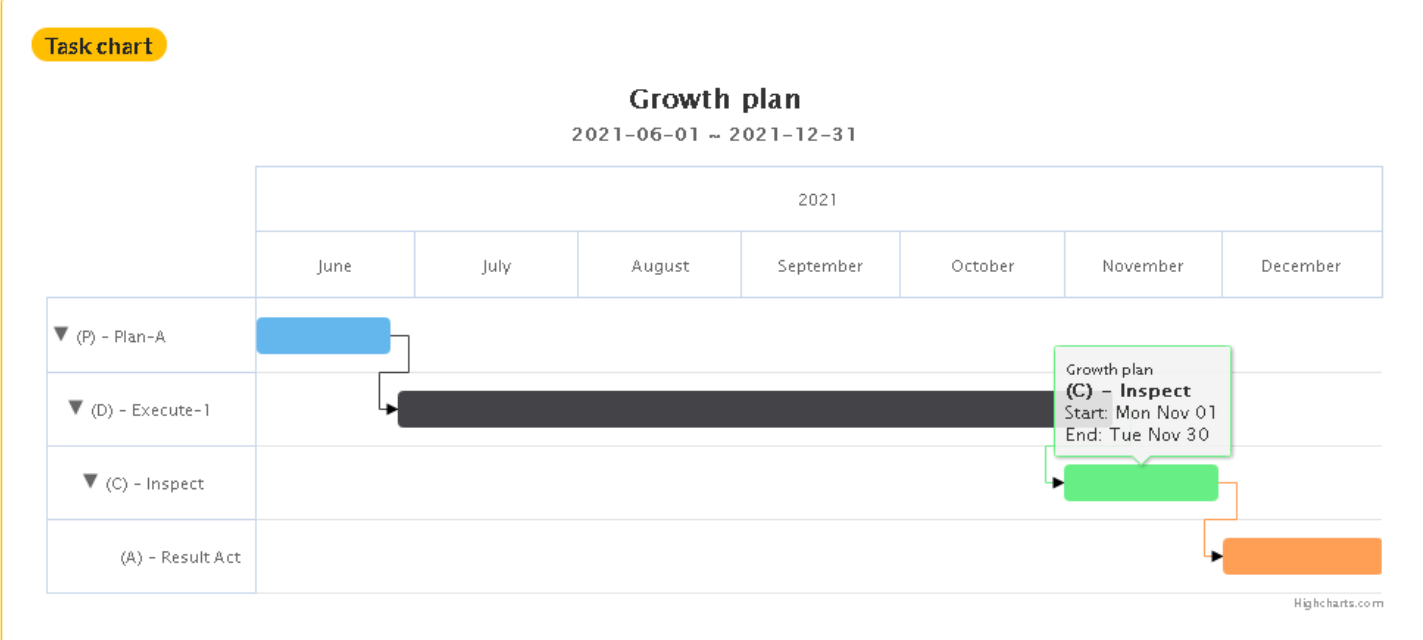 Task chart
Growth plan
2021-06-01 ~ 2021-12-31
2021
June July August September October November December
(P) - Plan-A
(D) - Execute-1
(C) - Inspect
(A) - Result Act
Growth plan
(C) - Inspect
Start: Mon Nov 01
End: Tue Nov 30
Highcharts.com